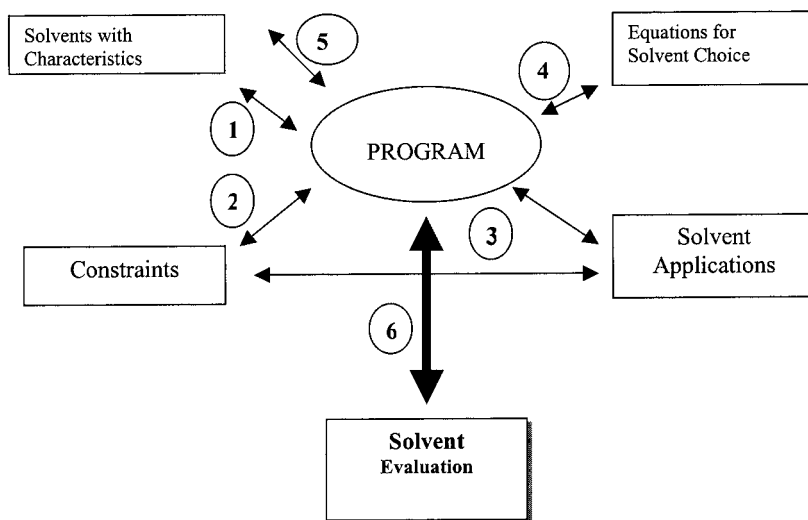 Solvents with
Characteristics
5
4
Equations for
Solvent Choice
1
PROGRAM
2
3
Constraints
Solvent
Applications
6
Solvent
Evaluation